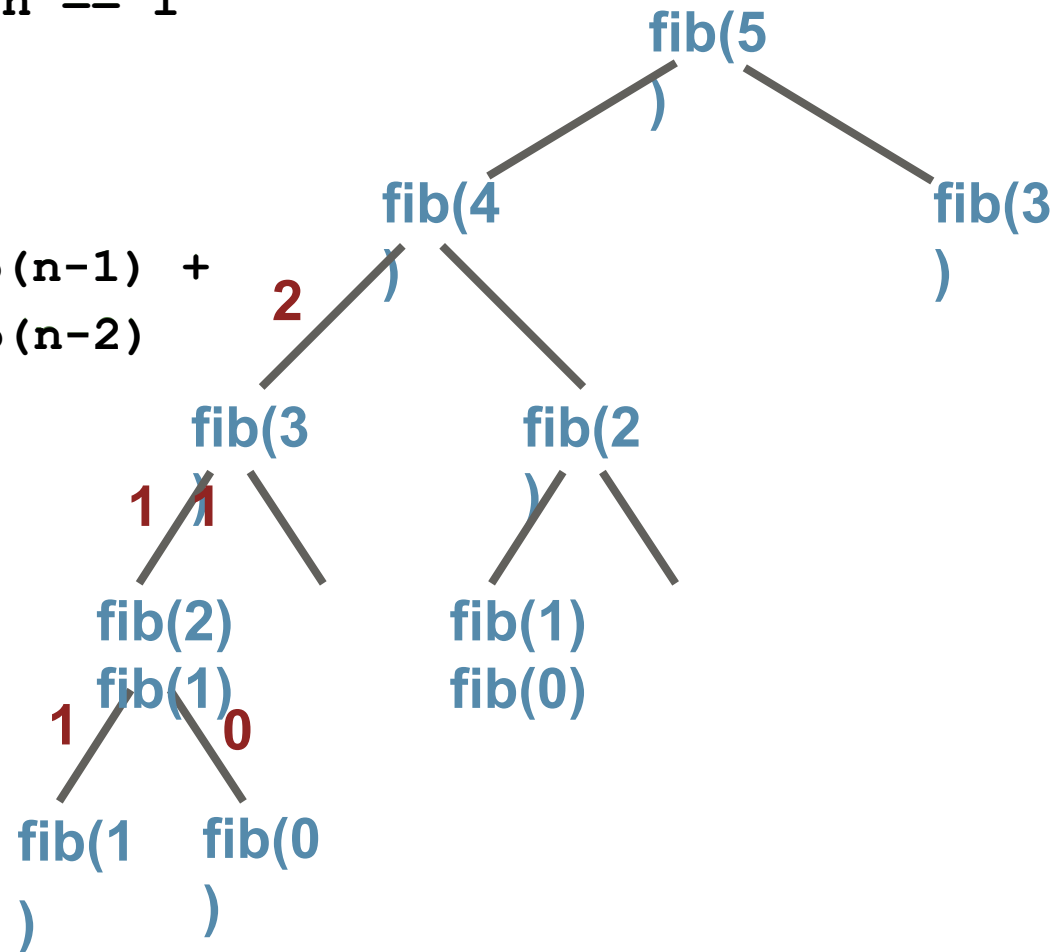 n == 1
fib(5
)
fib(4
)
fib(3
)
(n-1) +
2
(n-2)
fib(3
)
fib(2
)
1 1
fib(2)
fib(1)
fib(1)
fib(0)
1
0
fib(1
)
fib(0
)